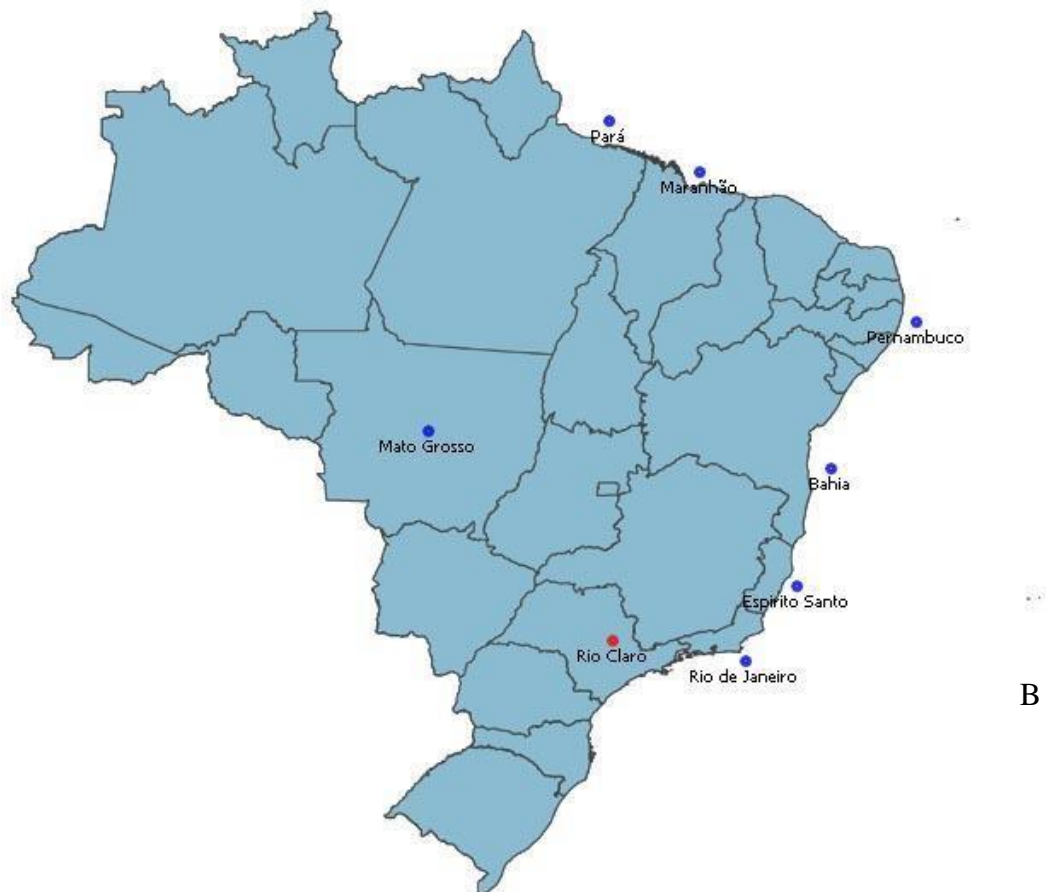 Pará
Maranhão
Pernambuco
Mato Grosso
Bahia
Espirito Santo
Rio Claro
Rio de Janeiro
B